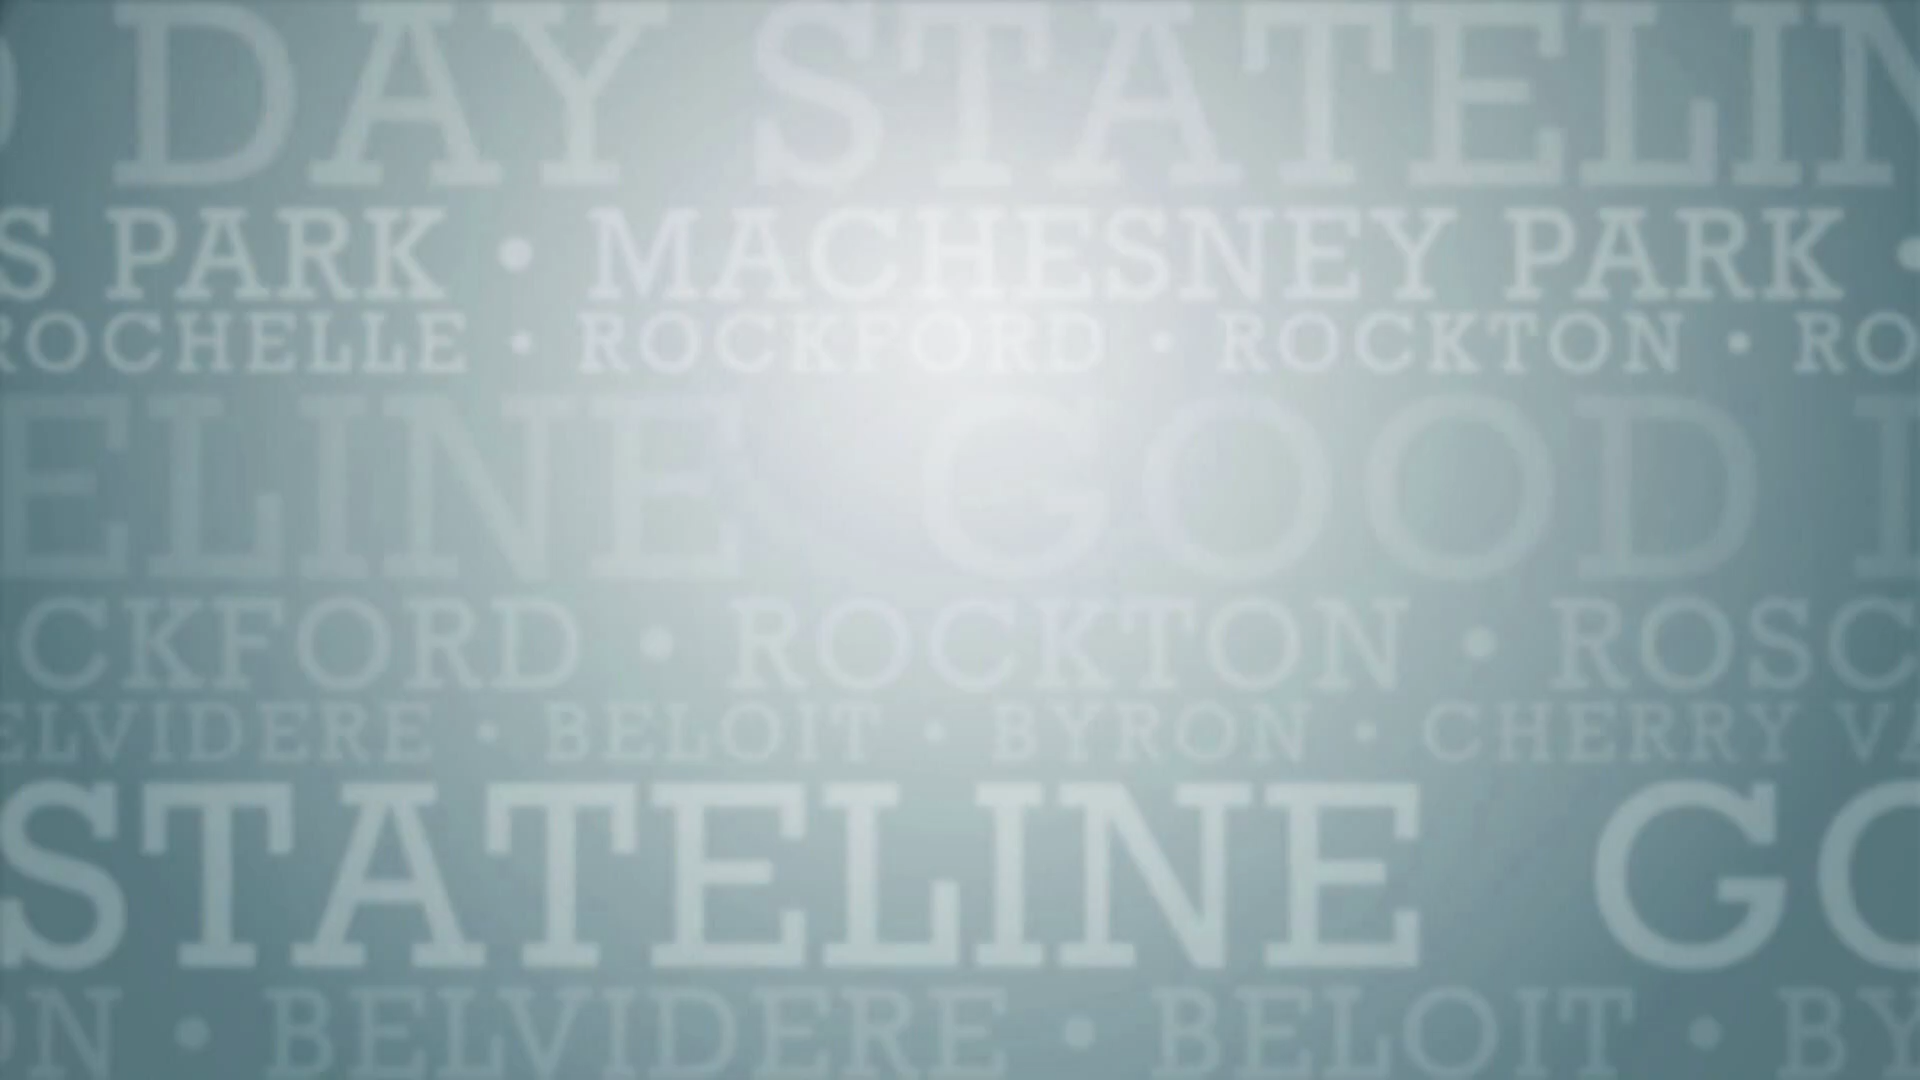 DAY STATELIN
S PARK • MACHESNEY PARK •
ROCHELLE • ROCKFORD • ROCKTON • RO
ELINE GOOD D
CKFORD • ROCKTON • ROSC
ELVIDERE • BELOIT • BYRON • CHERRY VA
STATELINE GO
ON • BELVIDERE • BELOIT • BY